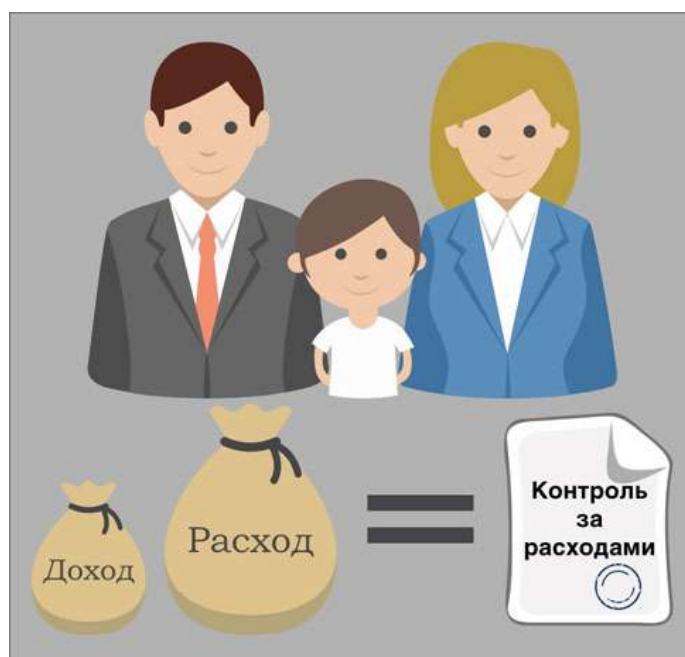 Доход
Расход
Контроль
за
расходами